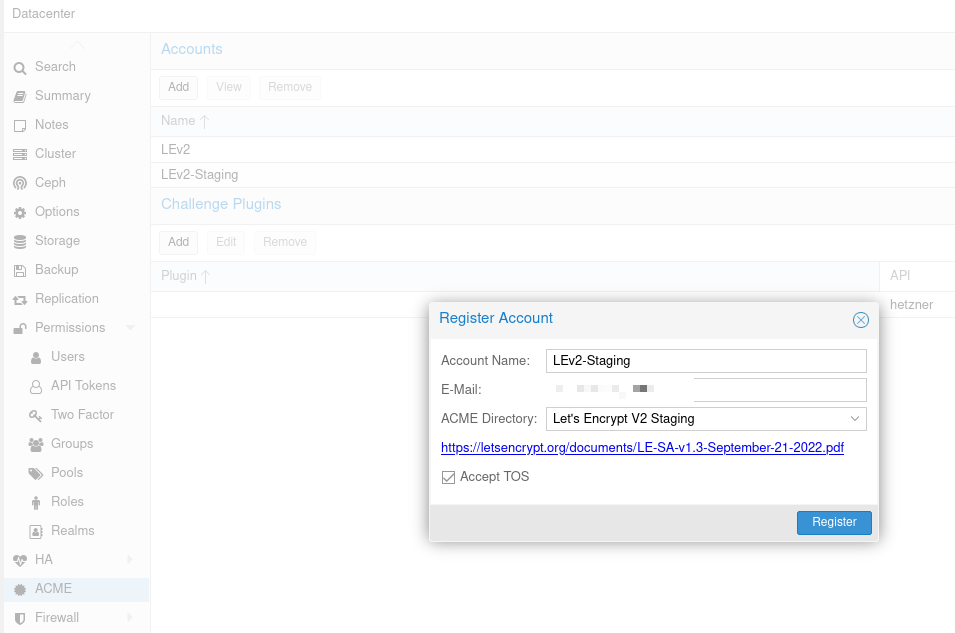 Datacenter
Search
Summary
Notes
Cluster
Ceph
Options
Storage
Backup
Replication
Permissions
Users
API Tokens
Two Factor
Groups
Pools
Roles
Realms
HA
ACME
Firewall
Accounts
Add View Remove
Name ↑
LEv2
LEv2-Staging
Challenge Plugins
Add Edit Remove
Plugin ↑ API
hetzner
Register Account
Account Name: LEv2-Staging
E-Mail:
ACME Directory: Let's Encrypt V2 Staging
https://letsencrypt.org/documents/LE-SA-v1.3-September-21-2022.pdf
Accept TOS
Register